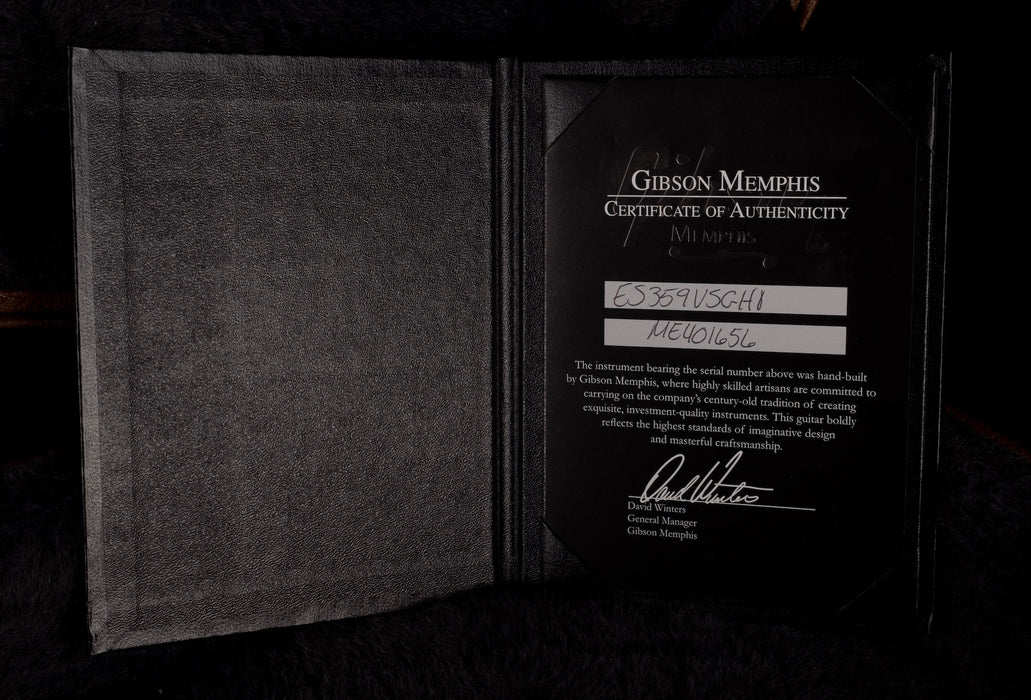 GIBSON MEMPHIS
CERTIFICATE OF AUTHENTICITY
MEMPHIS
ES359VSGH1
ME401656
The instrument bearing the serial number above was hand-built
by Gibson Memphis, where highly skilled artisans are committed to
carrying on the company's century-old tradition of creating
exquisite, investment-quality instruments. This guitar boldly
reflects the highest standards of imaginative design
and masterful craftsmanship.
David Winters
David Winters
General Manager
Gibson Memphis